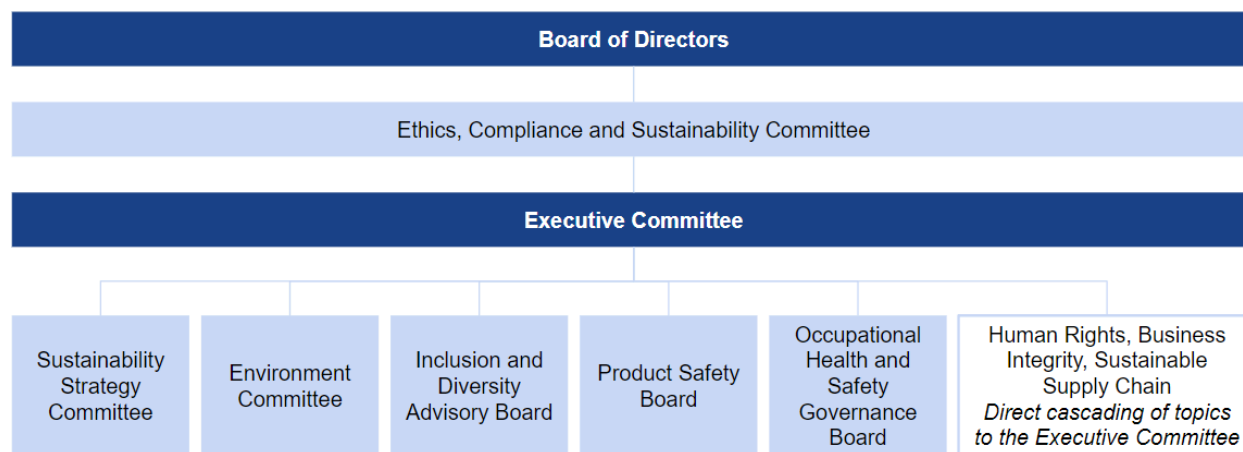 Board of Directors
Ethics, Compliance and Sustainability Committee
Executive Committee
Sustainability
Strategy
Committee
Environment
Committee
Inclusion and
Diversity
Advisory Board
Product Safety
Board
Occupational
Health and
Safety
Governance
Board
Human Rights, Business
Integrity, Sustainable
Supply Chain
Direct cascading of topics
to the Executive Committee